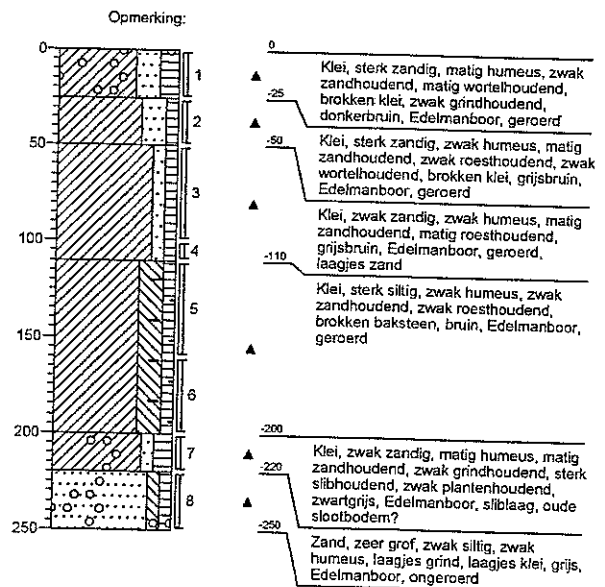 Opmerking:
0
50
100
150
200
250
1
2
3
4
5
6
7
8
0
Klei, sterk zandig, matig humeus, zwak
zandhoudend, matig wortelhoudend,
brokken klei, zwak grindhoudend,
donkerbruin, Edelmanboor, geroerd
-25
Klei, sterk zandig, zwak humeus, matig
zandhoudend, zwak roesthoudend, zwak
wortelhoudend, brokken klei, grijsbruin,
Edelmanboor, geroerd
-50
Klei, zwak zandig, zwak humeus, matig
zandhoudend, matig roesthoudend,
grijsbruin, Edelmanboor, geroerd,
laagjes zand
-110
Klei, sterk siltig, zwak humeus, zwak
zandhoudend, zwak roesthoudend,
brokken baksteen, bruin, Edelmanboor,
geroerd
-200
Klei, zwak zandig, matig humeus, matig
zandhoudend, zwak grindhoudend, sterk
slibhoudend, zwak plantenhoudend,
zwartgrijs, Edelmanboor, sliblaag, oude
slootbodem?
-220
Zand, zeer grof, zwak siltig, zwak
humeus, laagjes grind, laagjes klei, grijs,
Edelmanboor, ongeroerd
-250